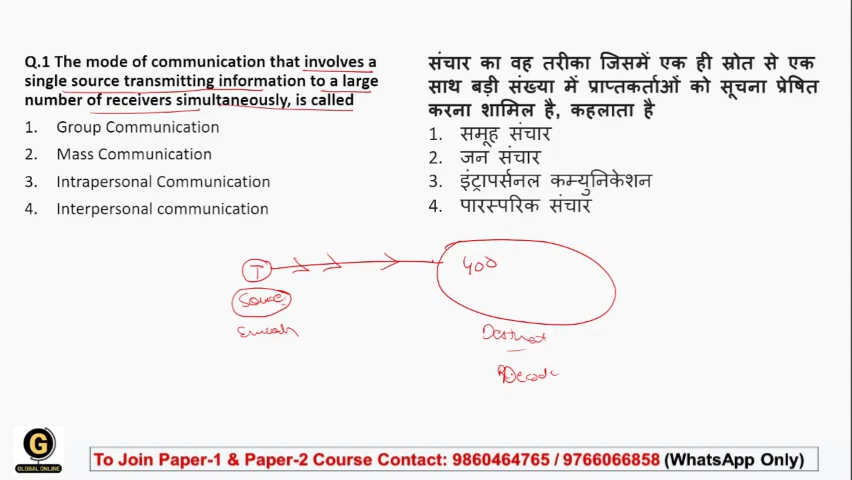 Q.1 The mode of communication that involves a
single source transmitting information to a large
number of receivers simultaneously, is called
1. Group Communication
2. Mass Communication
3. Intrapersonal Communication
4. Interpersonal communication
संचार का वह तरीका जिसमें एक ही स्रोत से एक
साथ बड़ी संख्या में प्राप्तकर्ताओं को सूचना प्रेषित
करना शामिल है, कहलाता है
1. समूह संचार
2. जन संचार
3. इंट्रापर्सनल कम्युनिकेशन
4. पारस्परिक संचार
T
400
Source
Decode
G
GLOBAL ONLINE
To Join Paper-1 & Paper-2 Course Contact: 9860464765 / 9766066858 (WhatsApp Only)